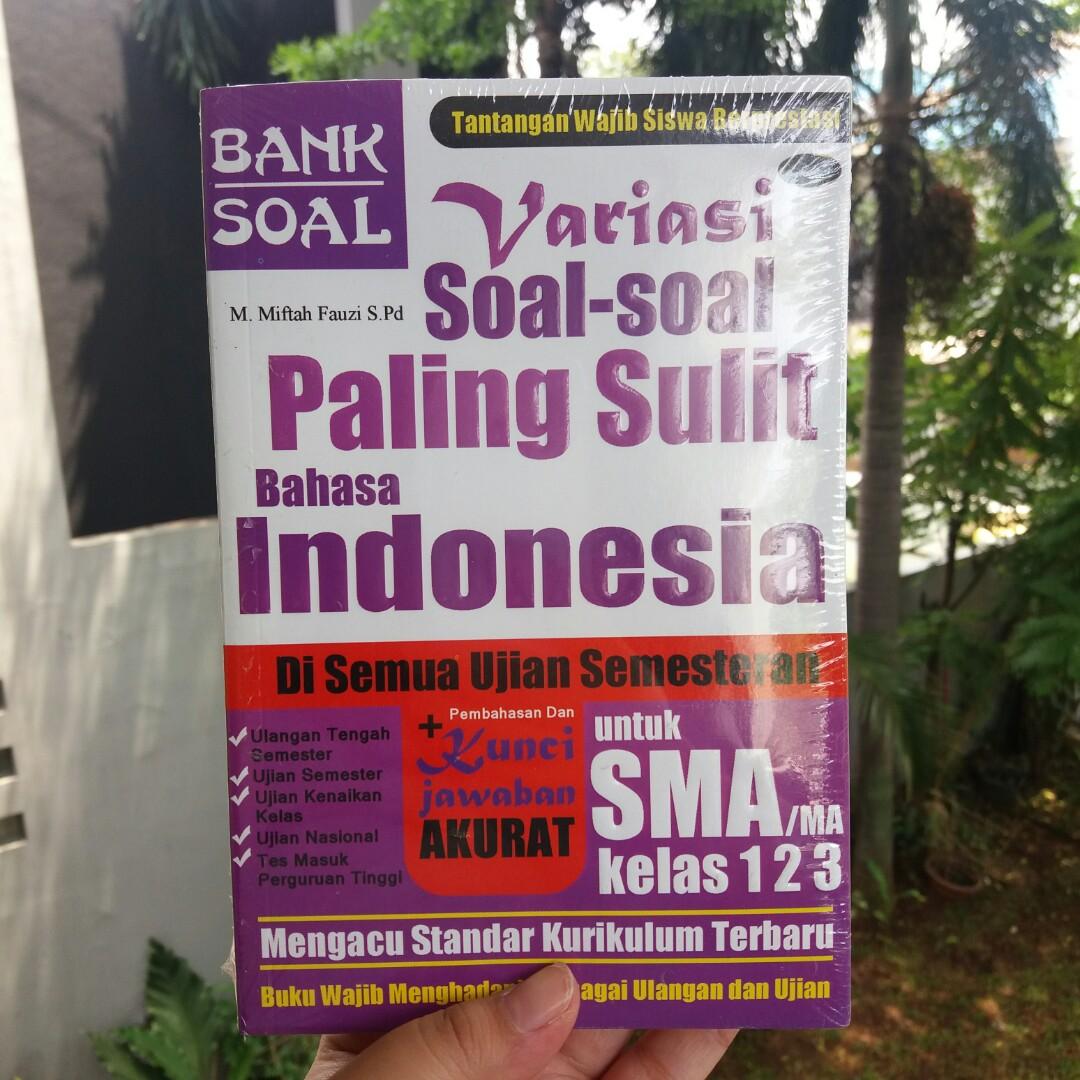 BANK
SOAL
Tantangan Wajib Siswa Berprestasi
Variasi
Soal-soal
M. Miftah Fauzi S.Pd
Paling Sulit
Bahasa
Indonesia
Di Semua Ujian Semesteran
Ulangan Tengah
Semester
Ujian Semester
Ujian Kenaikan
Kelas
Ujian Nasional
Tes Masuk
Perguruan Tinggi
+ Pembahasan Dan
Kunci
jawaban
AKURAT
untuk
SMA/MA
kelas 1 2 3
Mengacu Standar Kurikulum Terbaru
Buku Wajib Ulangan dan Ujian